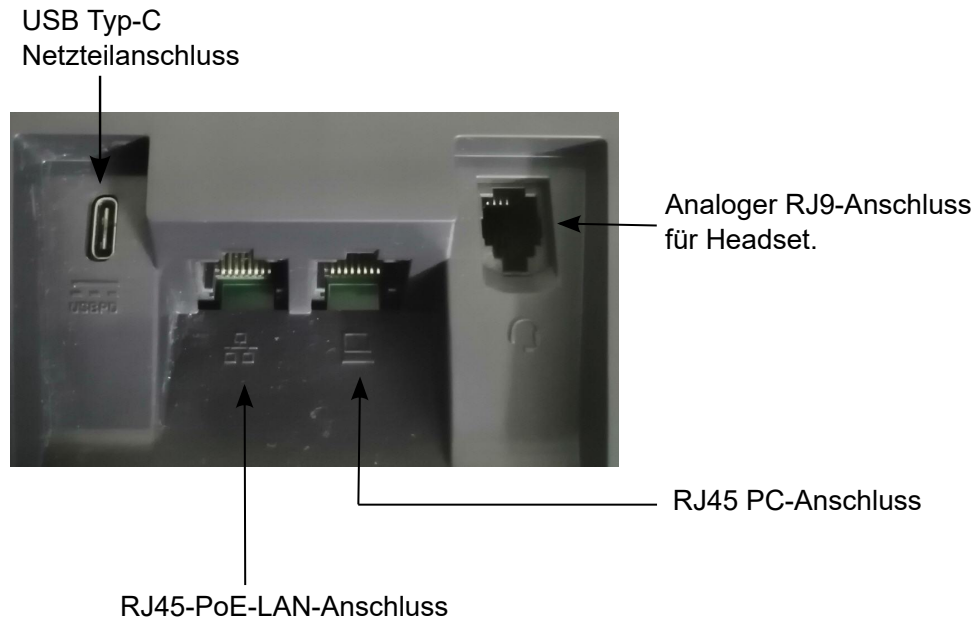 USB Typ-C
Netzteilanschluss
Analoger RJ9-Anschluss
für Headset.
USBPD
RJ45 PC-Anschluss
RJ45-PoE-LAN-Anschluss